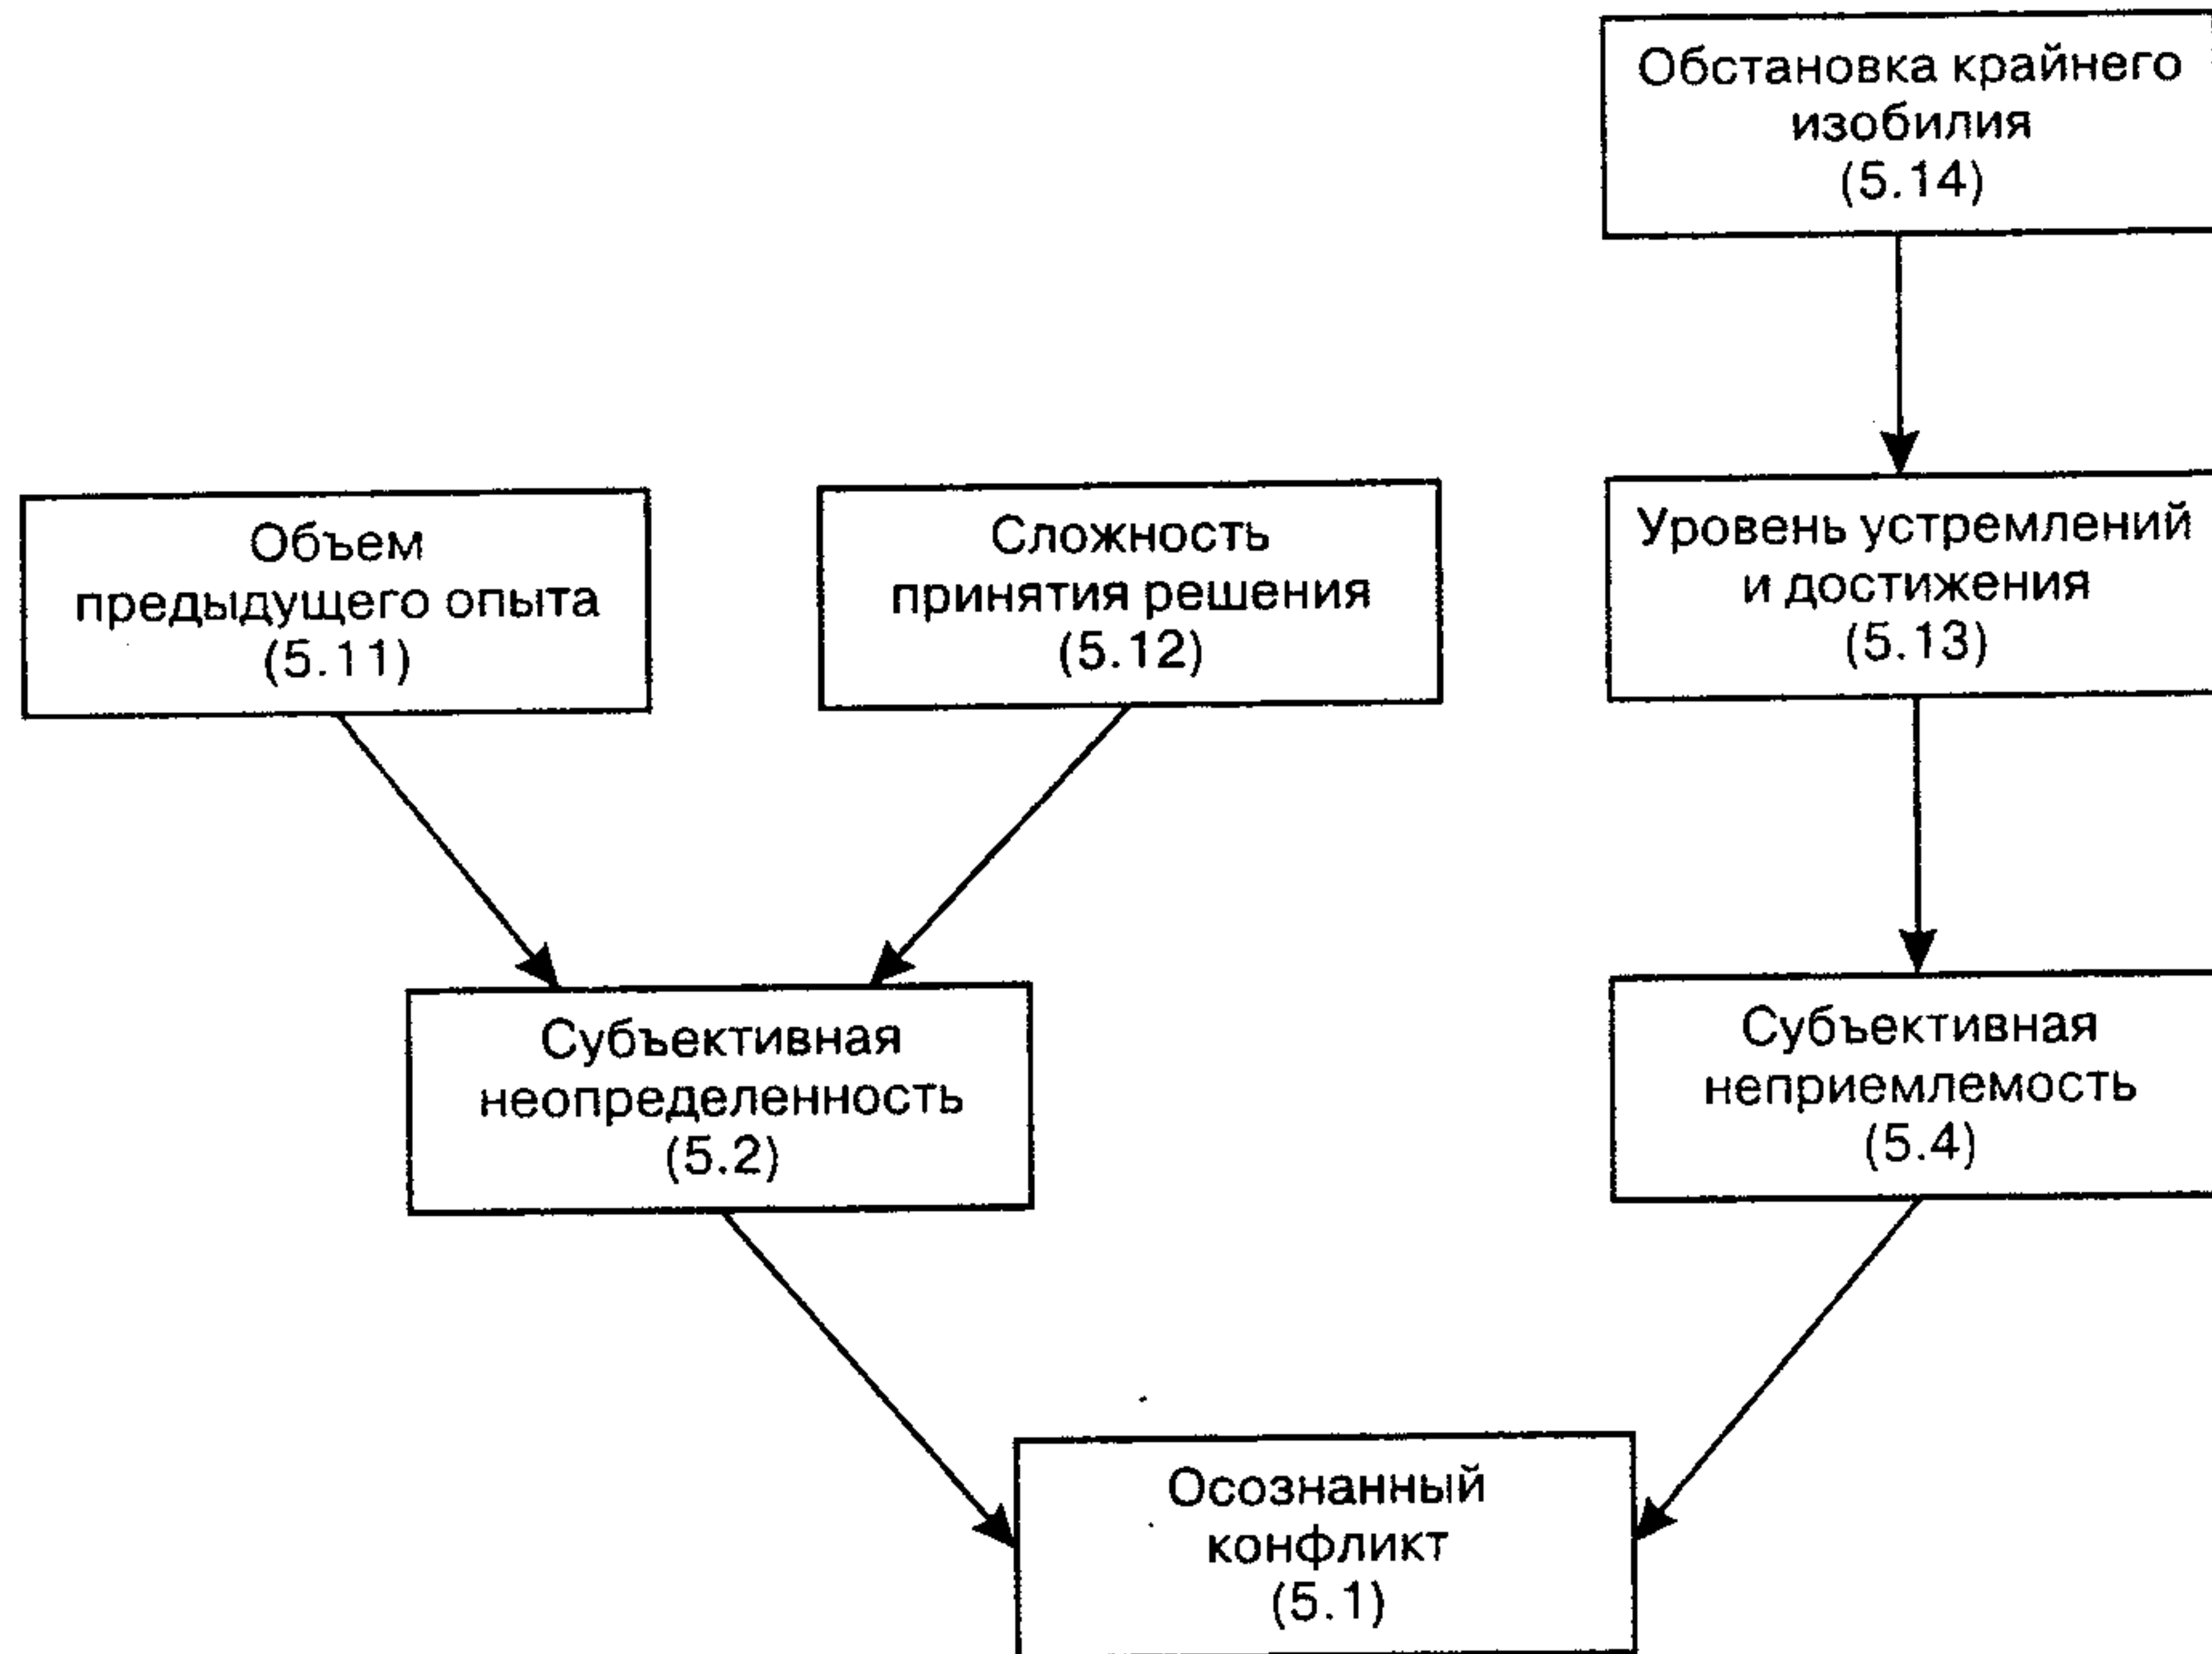 Обстановка крайнего
изобилия
(5.14)
Объем
предыдущего опыта
(5.11)
Сложность
принятия решения
(5.12)
Уровень устремлений
и достижения
(5.13)
Субъективная
неопределенность
(5.2)
Субъективная
неприемлемость
(5.4)
Осознанный
конфликт
(5.1)